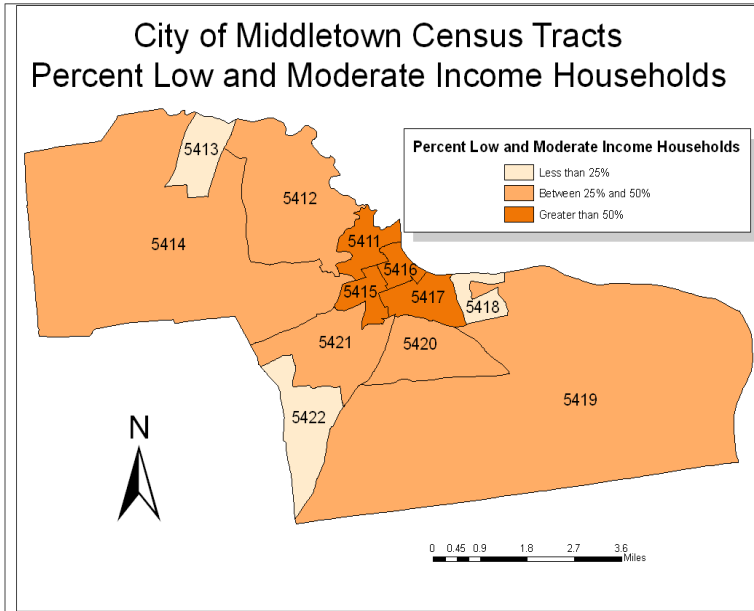 City of Middletown Census Tracts
Percent Low and Moderate Income Households
Percent Low and Moderate Income Households
Less than 25%
Between 25% and 50%
Greater than 50%
5413
5412
5414
5411
5416
5415
5417
5418
5421
5420
5419
5422
N
0 0.45 0.9 1.8 2.7 3.6
Miles